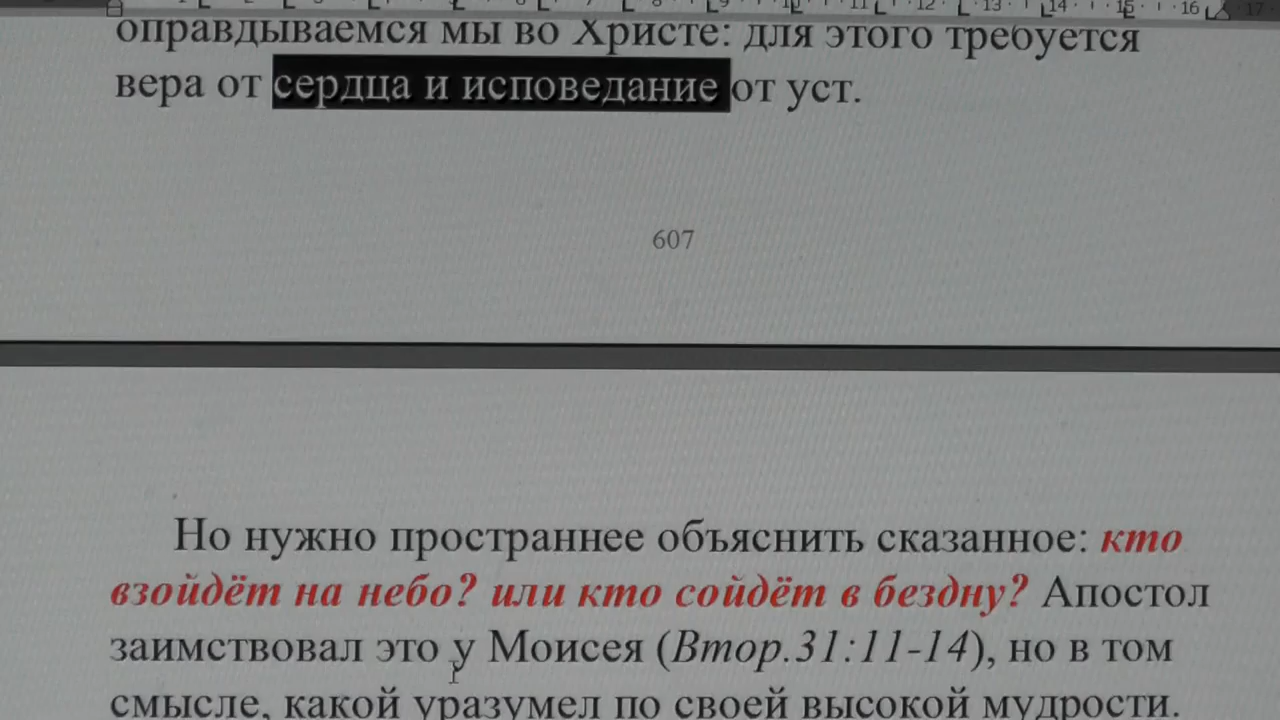 оправдываемся мы во Христе: для этого требуется
вера от сердца и исповедание от уст.
607
Но нужно пространнее объяснить сказанное: кто
взойдёт на небо? или кто сойдёт в бездну? Апостол
заимствовал это у Моисея (Втор.31:11-14), но в том
смысле, какой уразумел по своей высокой мудрости.